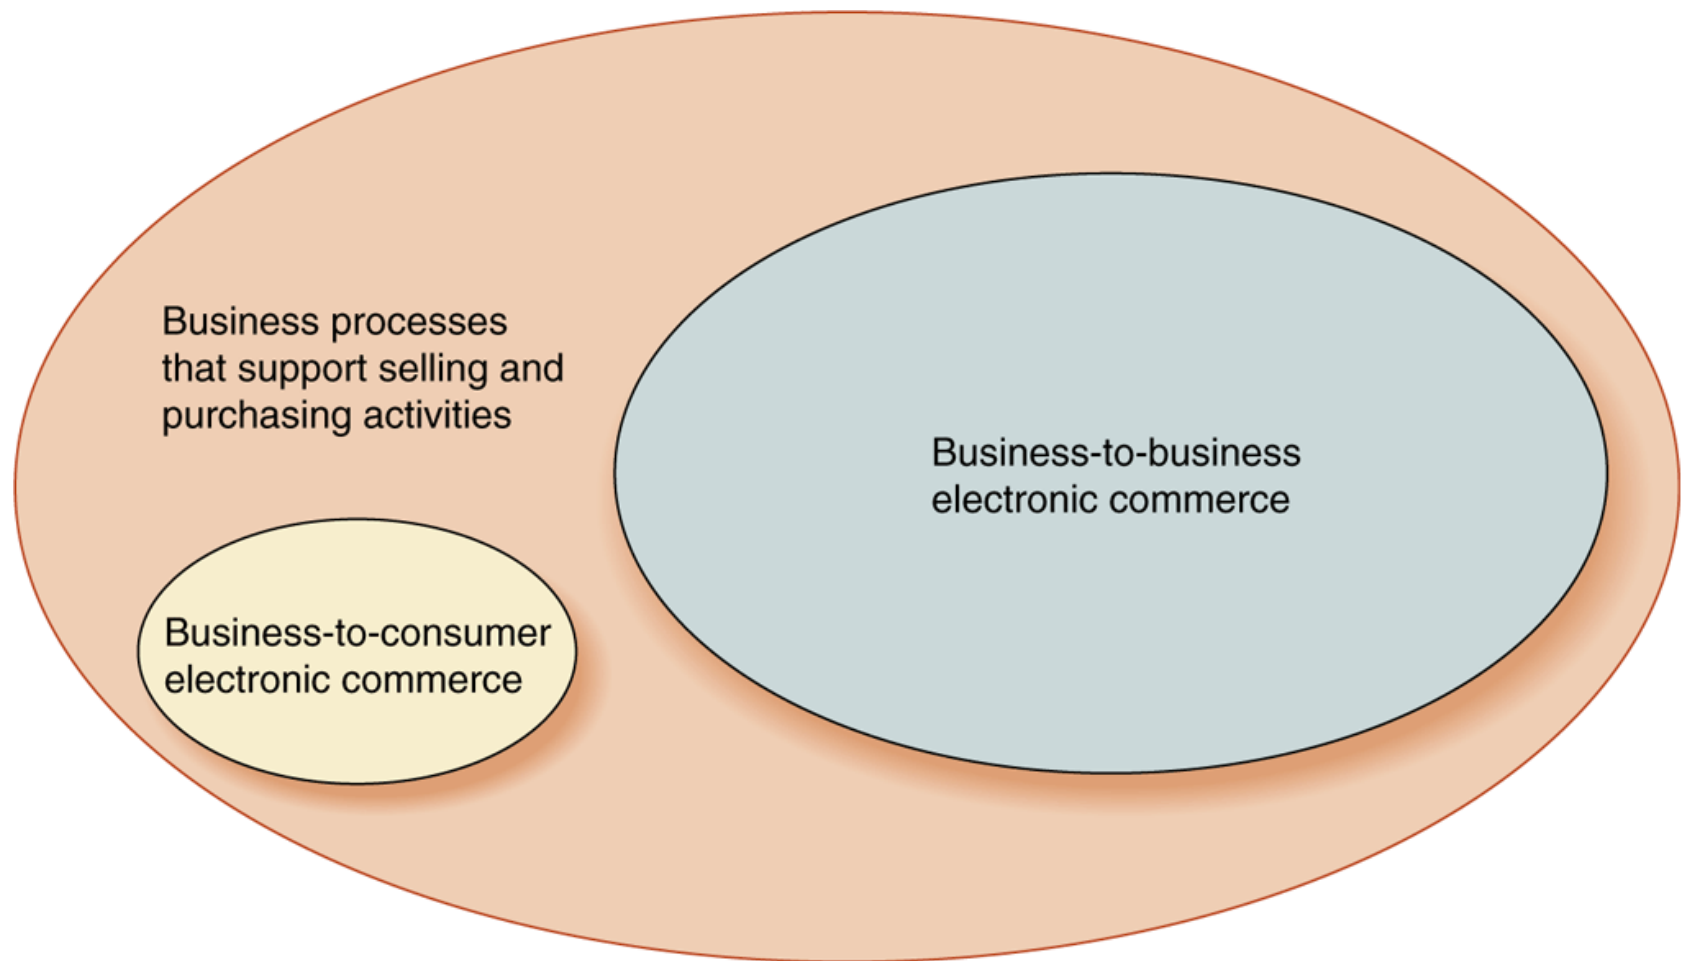 Business processes
that support selling and
purchasing activities
Business-to-business
electronic commerce
Business-to-consumer
electronic commerce